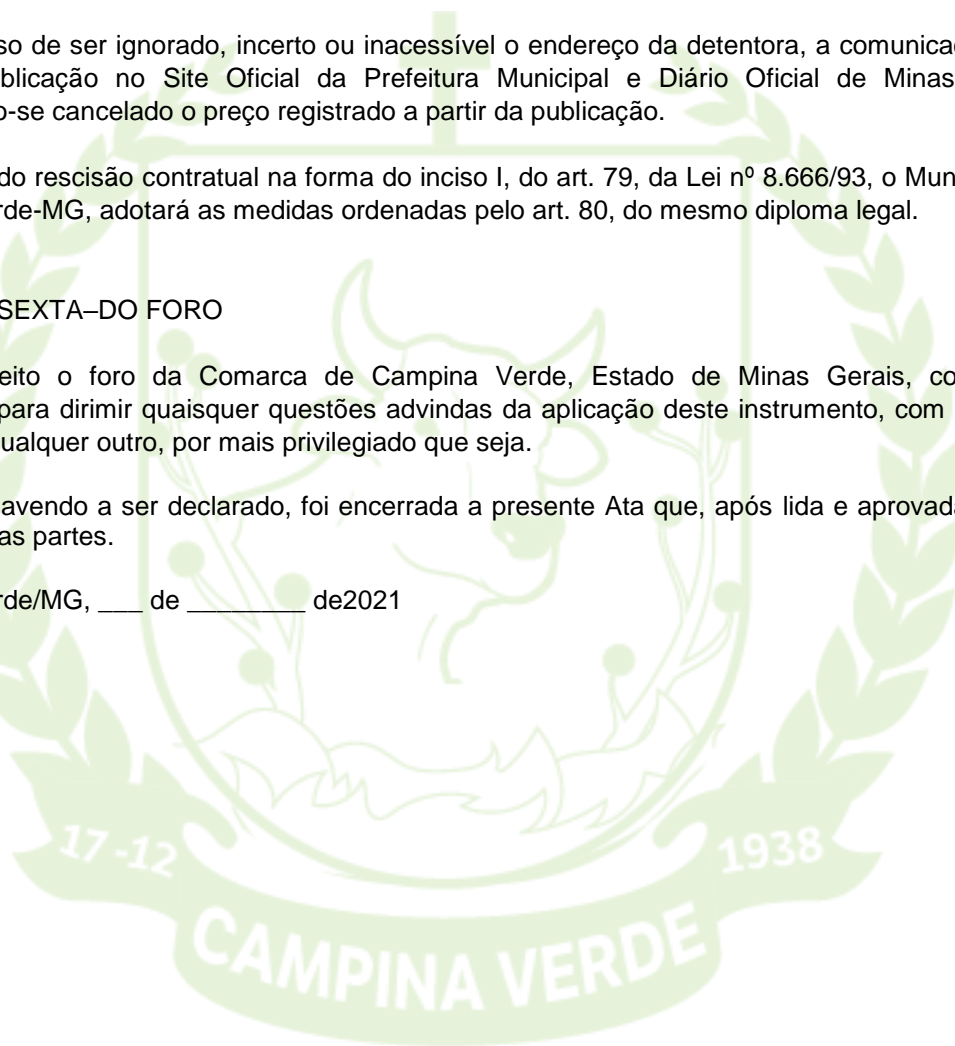 so de ser ignorado, incerto ou inacessível o endereço da detentora, a comunica
blicação no Site Oficial da Prefeitura Municipal e Diário Oficial de Minas
o-se cancelado o preço registrado a partir da publicação.
do rescisão contratual na forma do inciso I, do art. 79, da Lei nº 8.666/93, o Mun
rde-MG, adotará as medidas ordenadas pelo art. 80, do mesmo diploma legal.
SEXTA–DO FORO
eito o foro da Comarca de Campina Verde, Estado de Minas Gerais, co
para dirimir quaisquer questões advindas da aplicação deste instrumento, com
ualquer outro, por mais privilegiado que seja.
avendo a ser declarado, foi encerrada a presente Ata que, após lida e aprovada
as partes.
rde/MG, ___ de ________ de2021
17-12 1938
CAMPINA VERDE